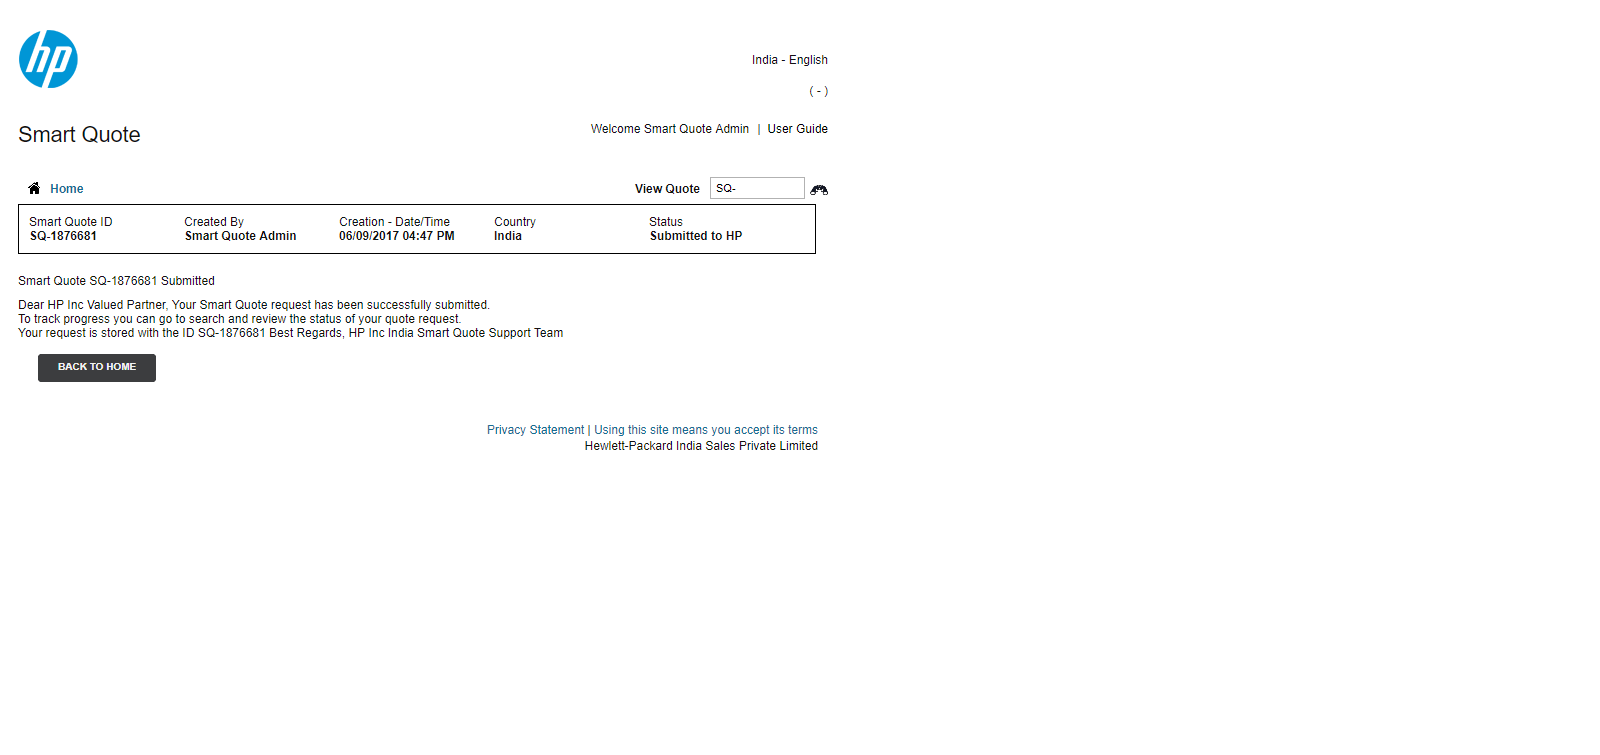 hp
India - English
( - )
Smart Quote
Welcome Smart Quote Admin | User Guide
Home
View Quote SQ-
Smart Quote ID Created By Creation - Date/Time Country Status
SQ-1876681 Smart Quote Admin 06/09/2017 04:47 PM India Submitted to HP
Smart Quote SQ-1876681 Submitted
Dear HP Inc Valued Partner, Your Smart Quote request has been successfully submitted.
To track progress you can go to search and review the status of your quote request.
Your request is stored with the ID SQ-1876681 Best Regards, HP Inc India Smart Quote Support Team
BACK TO HOME
Privacy Statement | Using this site means you accept its terms
Hewlett-Packard India Sales Private Limited